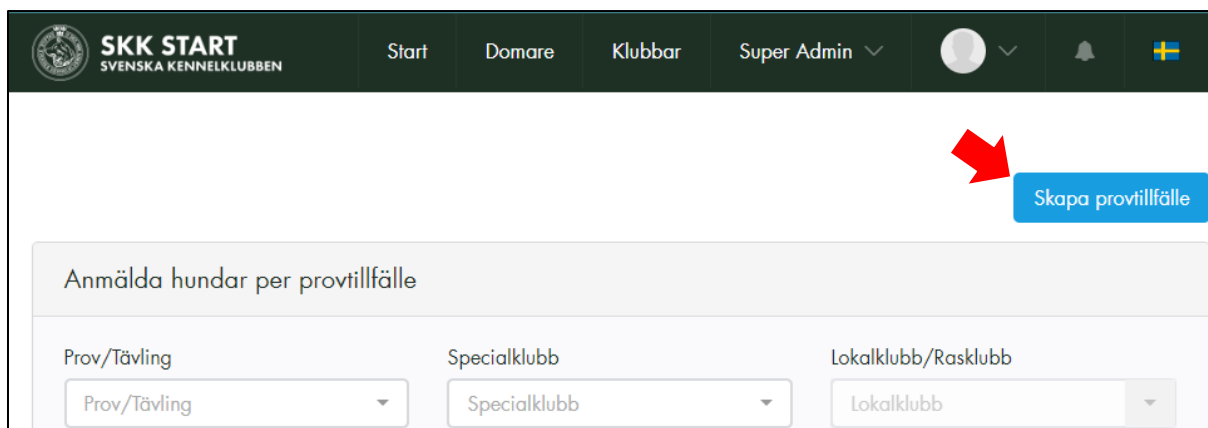 SKK START
SVENSKA KENNELKLUBBEN
Start Domare Klubbar Super Admin
Skapa provtillfälle
Anmälda hundar per provtillfälle
Prov/Tävling Specialklubb Lokalklubb/Rasklubb
Prov/Tävling Specialklubb Lokalklubb